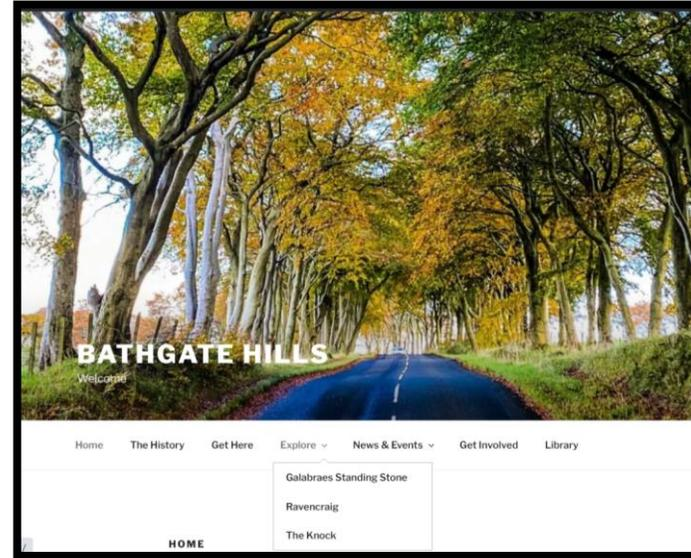 BATHGATE HILLS
Welcome
Home The History Get Here Explore News & Events Get Involved Library
Galabraes Standing Stone
Ravencraig
The Knock
HOME